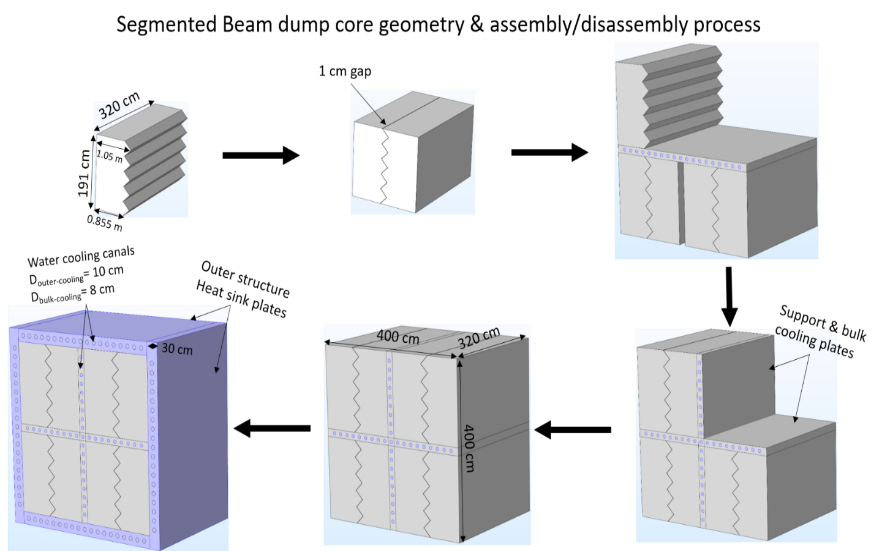 Segmented Beam dump core geometry & assembly/disassembly process
320 cm
1.05 m
191 cm
0.855 m
1 cm gap
Water cooling canals
Douter-cooling= 10 cm
Dbulk-cooling= 8 cm
Outer structure
Heat sink plates
30 cm
400 cm
320 cm
400 cm
Support & bulk
cooling plates